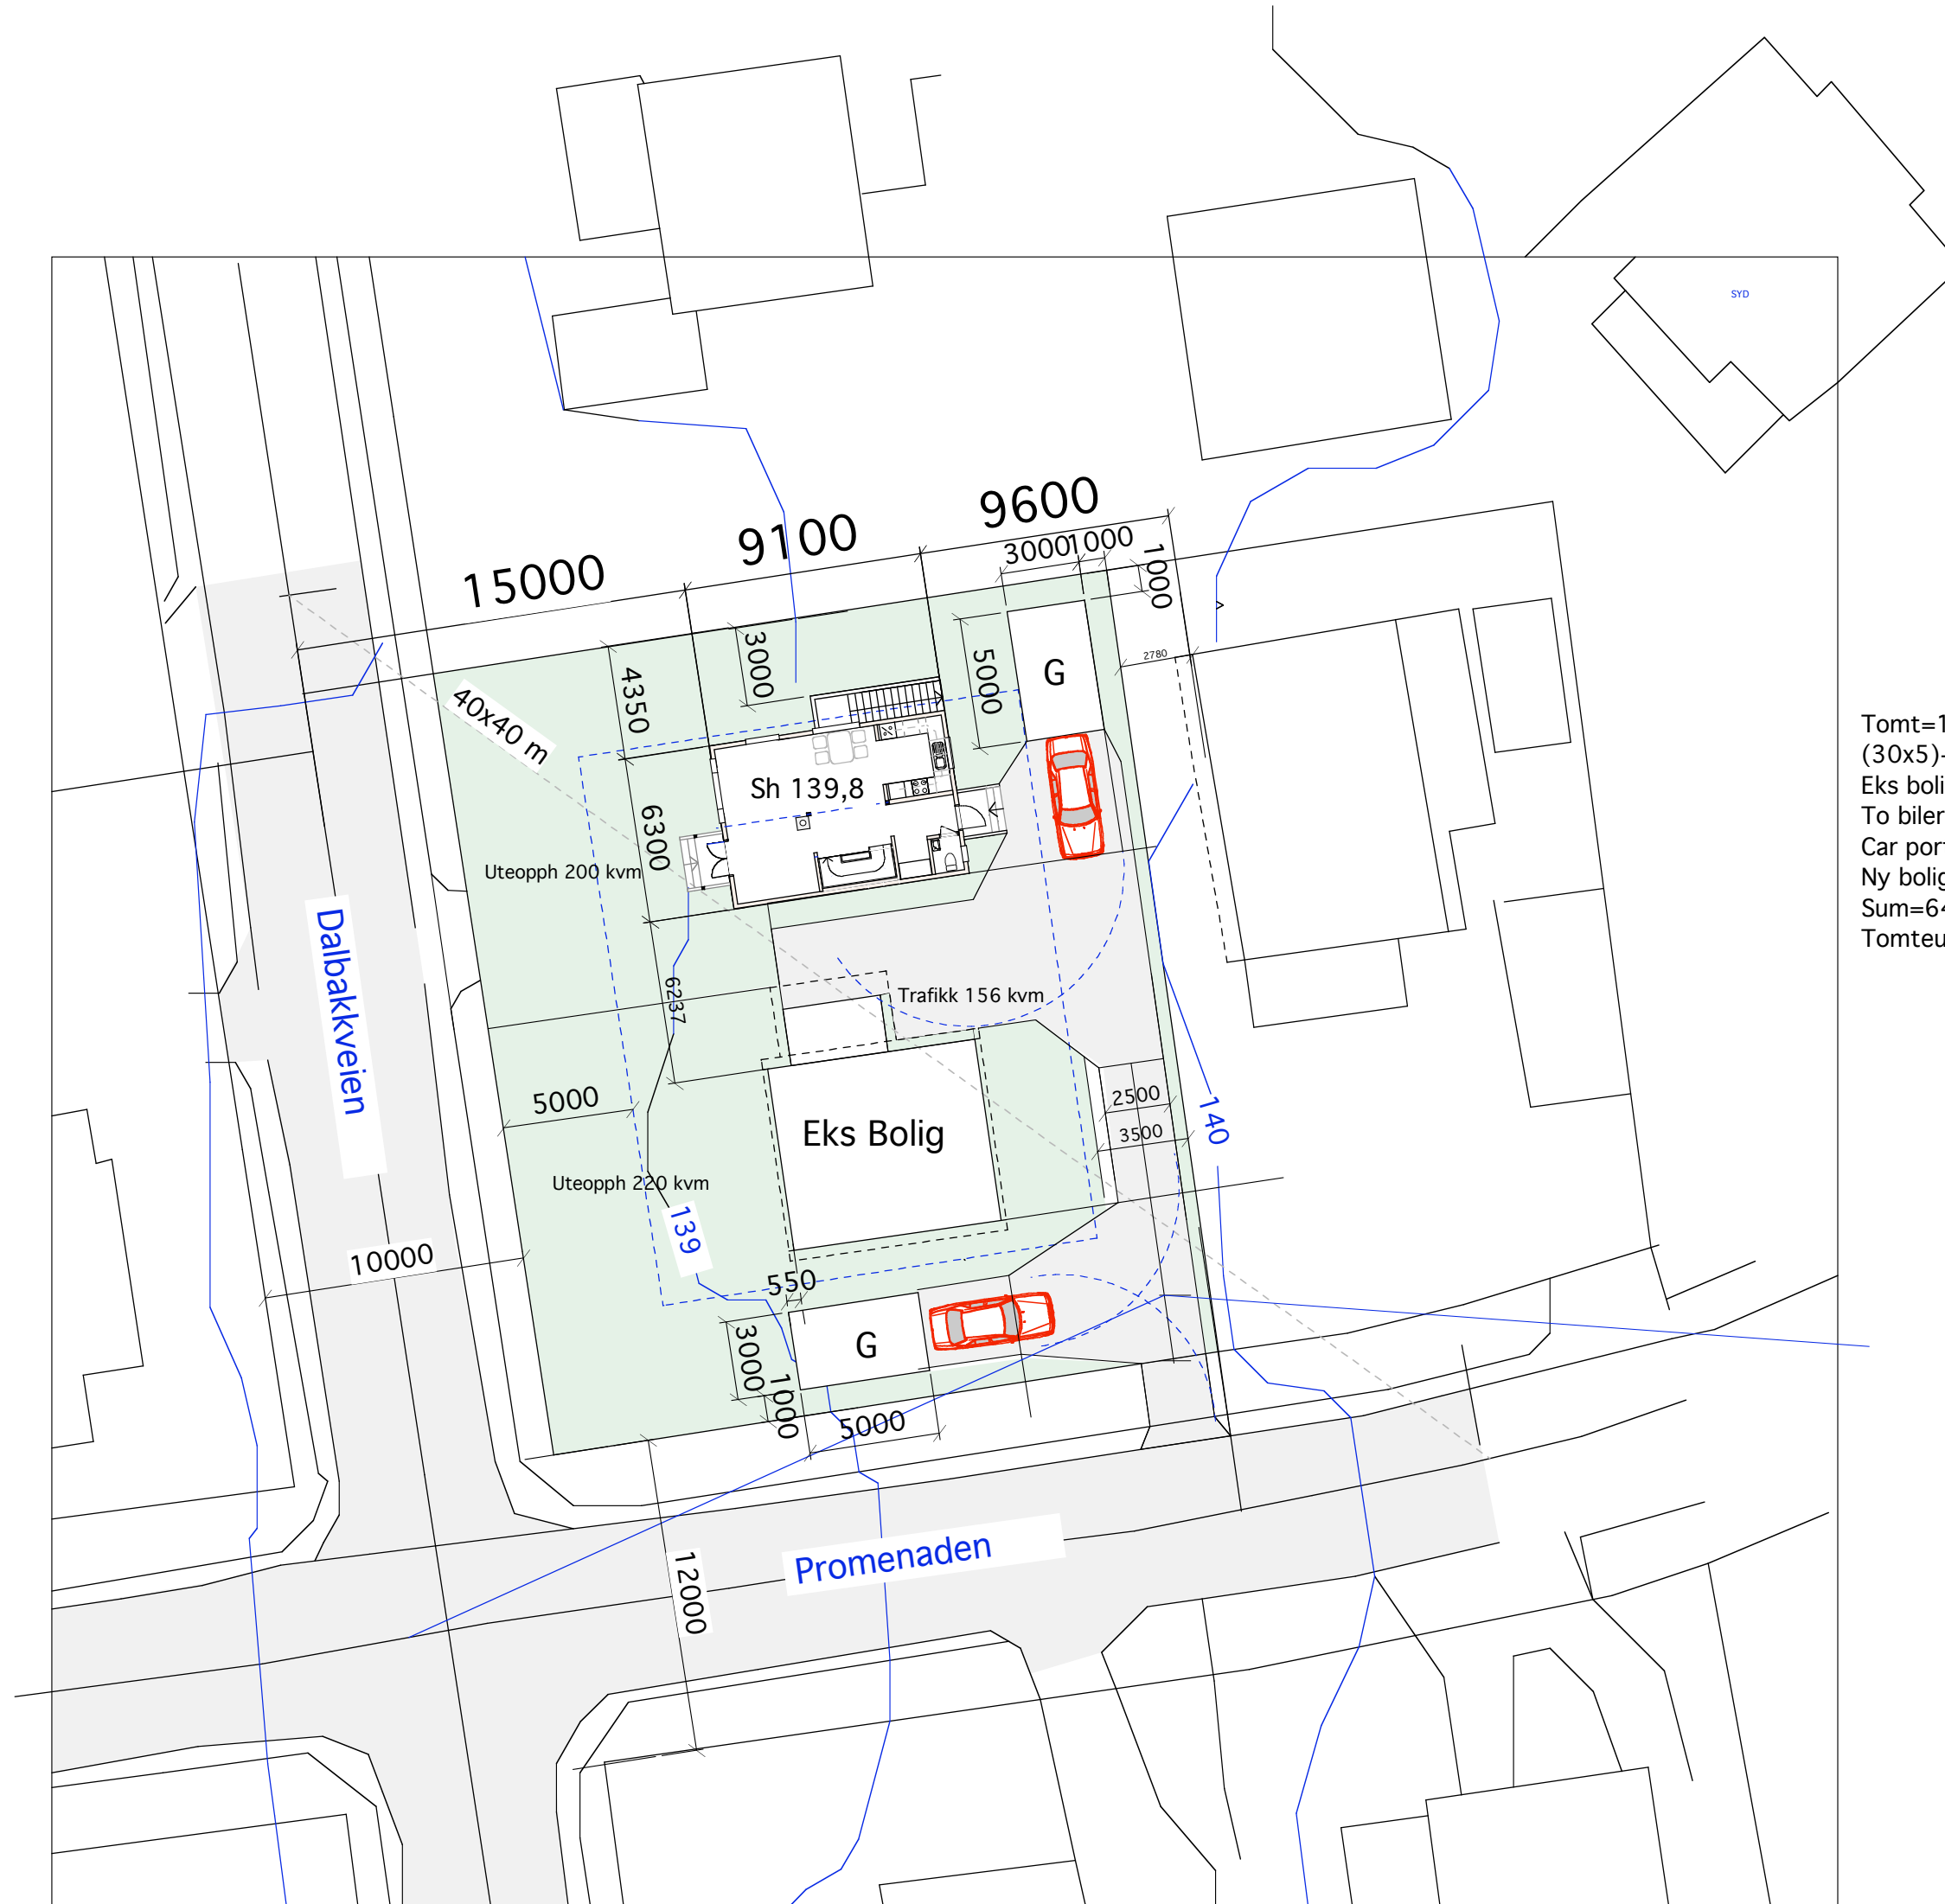 SYD
9600
9100
15000
3000
1000
1000
3000
4350
5000
G
2780
40x40 m
Sh 139,8
6300
Uteopph 200 kvm
Tomt=1
(30x5)-
Eks boli
To biler
Car port
Ny bolig
Sum=64
Tomteu
Dalbakkveien
6237
Trafikk 156 kvm
5000
2500
3500
140
Eks Bolig
Uteopph 220 kvm
139
10000
550
3000
G
1000
5000
12000
Promenaden